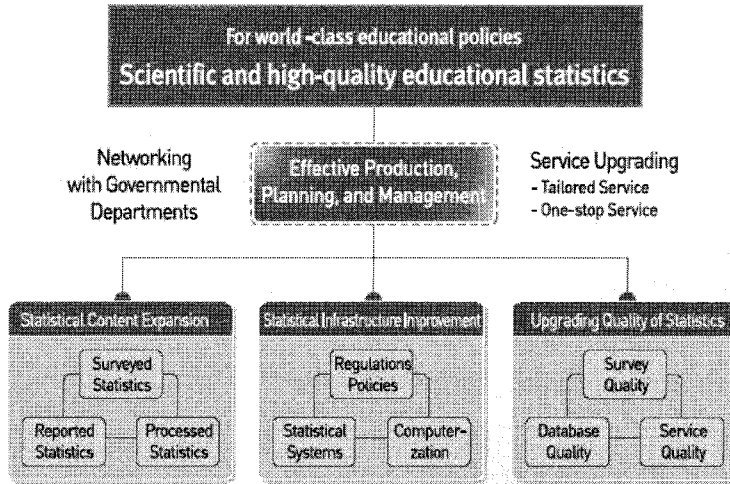 For world-class educational policies
Scientific and high-quality educational statistics
Networking
with Governmental
Departments
Effective Production,
Planning, and Management
Service Upgrading
- Tailored Service
- One-stop Service
Statistical Content Expansion
Surveyed
Statistics
Reported
Statistics
Processed
Statistics
Statistical Infrastructure Improvement
Regulations
Policies
Statistical
Systems
Computer-
zation
Upgrading Quality of Statistics
Survey
Quality
Database
Quality
Service
Quality